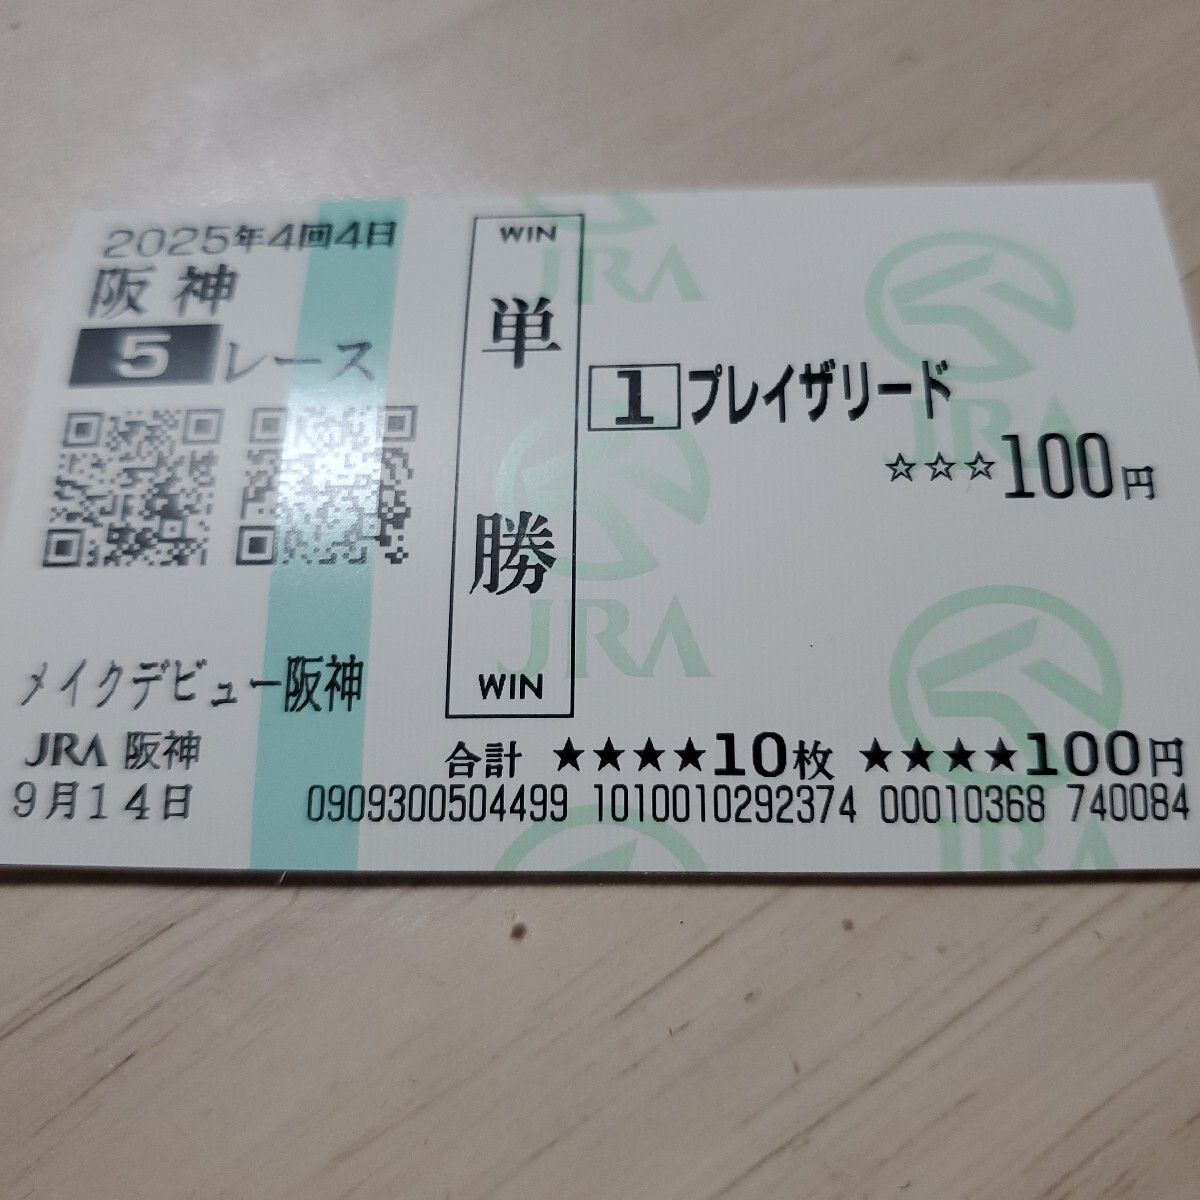 2025年4回4日
阪神
5レース
メイクデビュー阪神
JRA 阪神
9月14日
WIN
単勝
WIN
1 プレイザリード
☆☆☆100円
合計 ★★★★10枚 ★★★★100円
0909300504499 1010010292374 00010368 740084
JRA
JRA
JRA
JRA